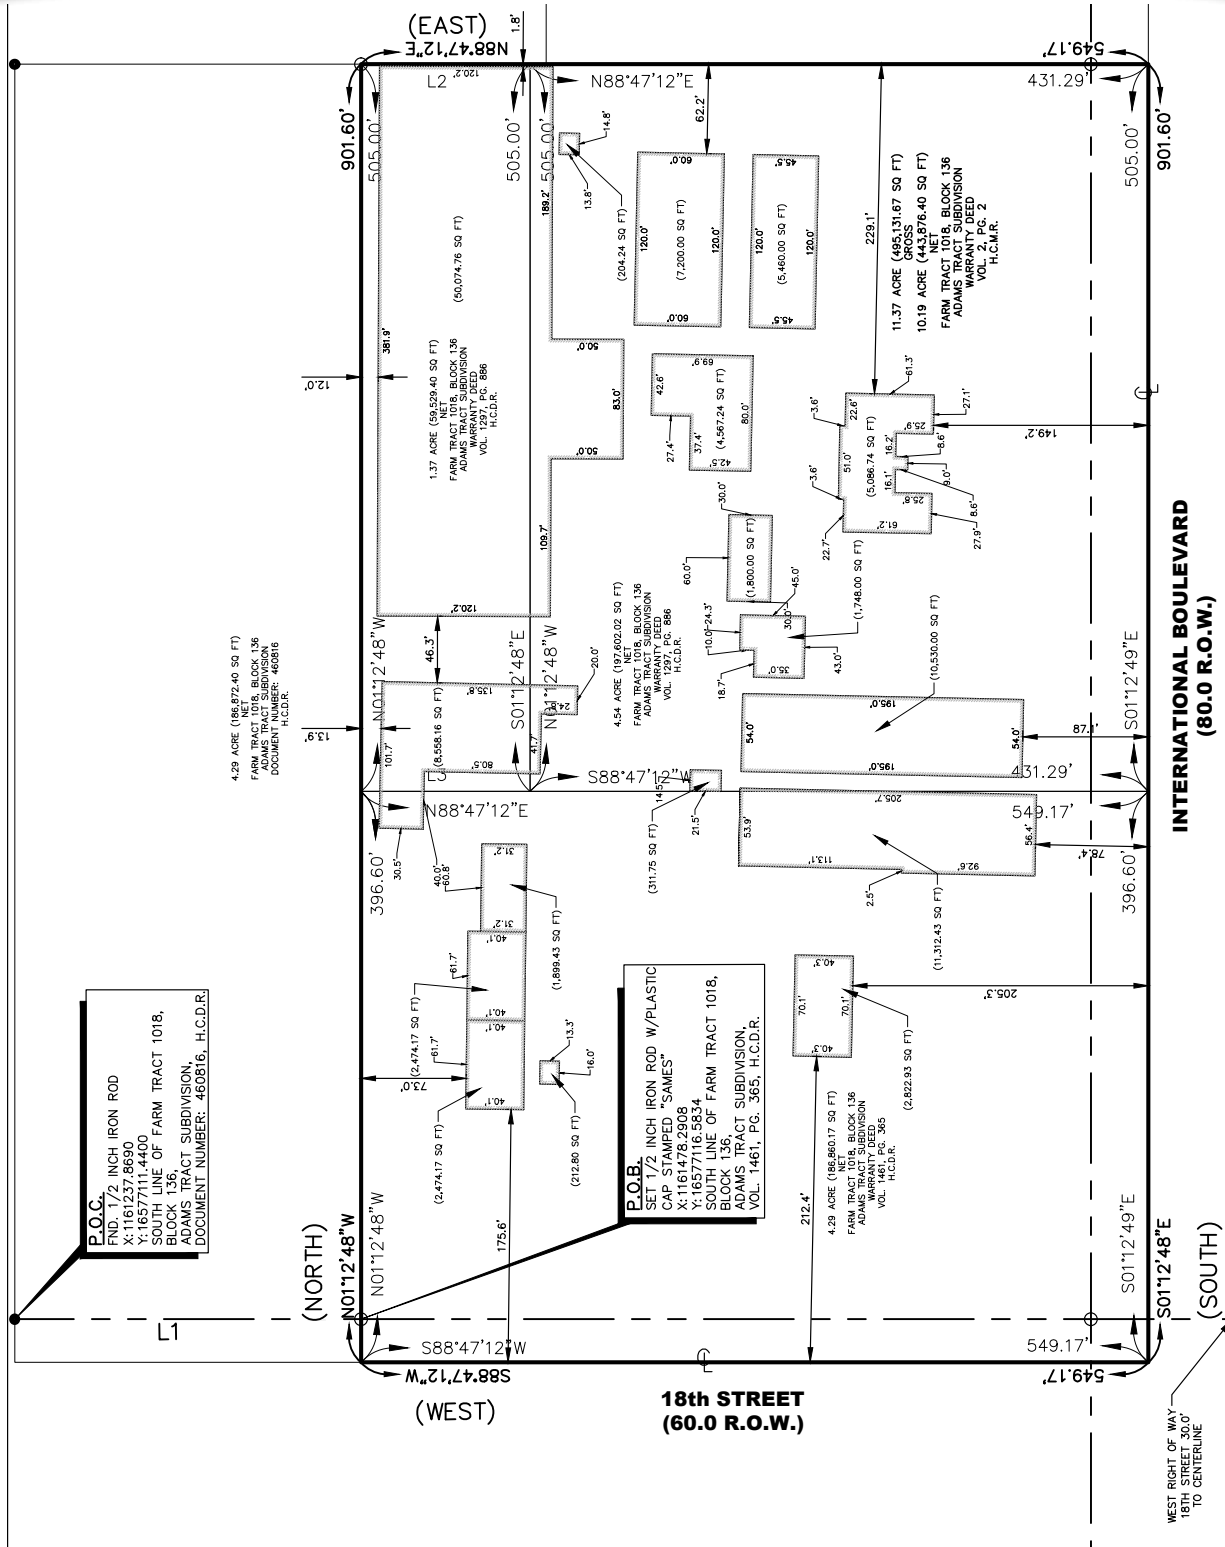 (EAST)
N88°47'12"E
1.8'
549.17'
120.2'
L2
N88°47'12"E
431.29'
901.60'
505.00'
505.00'
505.00'
505.00'
901.60'
62.2'
14.8'
13.8'
(204.24 SQ FT)
189.2'
60.0'
120.0'
(7,200.00 SQ FT)
120.0'
60.0'
45.5'
120.0'
(5,460.00 SQ FT)
120.0'
45.5'
229.1'
11.37 ACRE (495,131.67 SQ FT)
GROSS
10.19 ACRE (443,876.40 SQ FT)
NET
FARM TRACT 1018, BLOCK 136
ADAMS TRACT SUBDIVISION
WARRANTY DEED
VOL. 2, PG. 2
H.C.M.R.
(50,074.76 SQ FT)
381.9'
12.0'
1.37 ACRE (59,529.40 SQ FT)
NET
FARM TRACT 1018, BLOCK 136
ADAMS TRACT SUBDIVISION
WARRANTY DEED
VOL. 1297, PG. 886
H.C.D.R.
50.0'
83.0'
50.0'
109.7'
120.2'
69.9'
42.6'
(4,567.24 SQ FT)
80.0'
27.4'
37.4'
42.5'
61.3'
3.6'
22.6'
27.1'
25.9'
51.0'
(5,086.74 SQ FT)
16.2'
8.6'
9.0'
16.1'
8.6'
25.8'
3.6'
22.7'
61.2'
27.9'
149.2'
30.0'
60.0'
(1,800.00 SQ FT)
30.0'
45.0'
(1,748.00 SQ FT)
24.3'
10.0'
18.7'
35.0'
43.0'
4.54 ACRE (197,602.02 SQ FT)
NET
FARM TRACT 1018, BLOCK 136
ADAMS TRACT SUBDIVISION
WARRANTY DEED
VOL. 1297, PG. 886
H.C.D.R.
INTERNATIONAL BOULEVARD
(80.0 R.O.W.)
4.29 ACRE (186,872.40 SQ FT)
NET
FARM TRACT 1018, BLOCK 136
ADAMS TRACT SUBDIVISION
DOCUMENT NUMBER: 460816
H.C.D.R.
46.3'
N01°12'48"W
S01°12'48"E
N01°12'48"W
S01°12'49"E
13.9'
135.8'
20.0'
(8,558.16 SQ FT)
101.7'
80.5'
41.7'
30.5'
S88°47'12"W
N88°47'12"E
431.29'
549.17'
(10,530.00 SQ FT)
195.0'
54.0'
54.0'
195.0'
87.1'
14.5'
21.5'
(311.75 SQ FT)
205.7'
53.9'
56.4'
113.1'
92.6'
2.5'
(11,312.43 SQ FT)
78.4'
396.60'
396.60'
31.2'
40.0'
60.8'
31.2'
(1,899.43 SQ FT)
40.1'
61.7'
40.1'
(2,474.17 SQ FT)
40.1'
61.7'
40.1'
(2,474.17 SQ FT)
73.0'
13.3'
16.0'
(212.80 SQ FT)
175.6'
40.3'
70.1'
70.1'
40.3'
(2,822.93 SQ FT)
205.3'
212.4'
4.29 ACRE (186,860.17 SQ FT)
NET
FARM TRACT 1018, BLOCK 136
ADAMS TRACT SUBDIVISION
WARRANTY DEED
VOL. 1461, PG. 365
H.C.D.R.
P.O.C.
FND. 1/2 INCH IRON ROD
X:1161237.8690
Y:16577111.4400
SOUTH LINE OF FARM TRACT 1018,
BLOCK 136,
ADAMS TRACT SUBDIVISION,
DOCUMENT NUMBER: 460816, H.C.D.R.
P.O.B.
SET 1/2 INCH IRON ROD W/PLASTIC
CAP STAMPED "SAMES"
X:1161478.2908
Y:16577116.5834
SOUTH LINE OF FARM TRACT 1018,
BLOCK 136,
ADAMS TRACT SUBDIVISION,
VOL. 1461, PG. 365, H.C.D.R.
(NORTH)
N01°12'48"W
N01°12'48"W
S01°12'49"E
S01°12'48"E
(SOUTH)
L1
S88°47'12"W
549.17'
S88°47'12"W
549.17'
(WEST)
18th STREET
(60.0 R.O.W.)
WEST RIGHT OF WAY
18TH STREET 30.0'
TO CENTERLINE